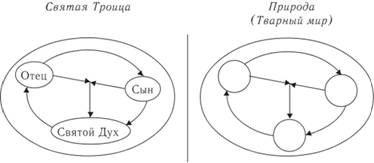 Святая Троица
Отец
Сын
Святой Дух
Природа
(Тварный мир)